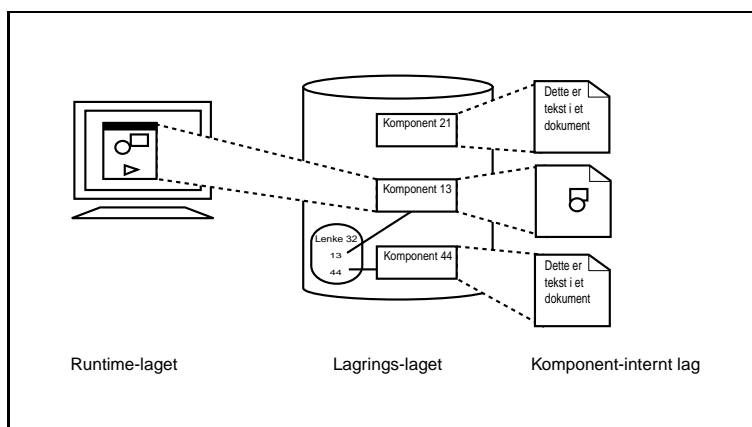 Dette er
tekst i et
dokument
Komponent 21
Komponent 13
Lenke 32
13
44
Komponent 44
Dette er
tekst i et
dokument
Runtime-laget
Lagrings-laget
Komponent-internt lag